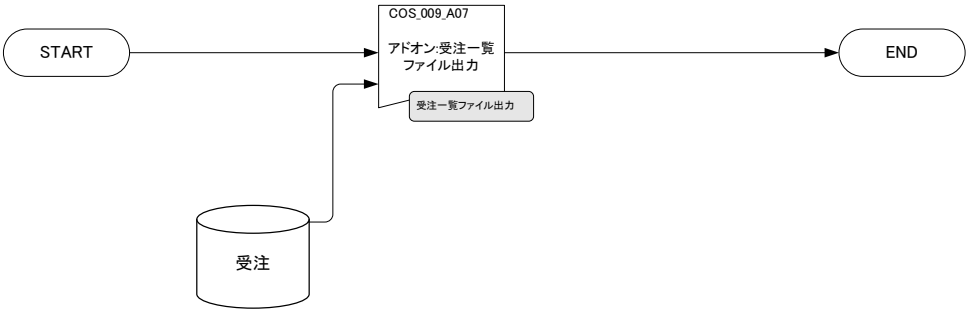 COS_009_A07
START
アドオン:受注一覧
ファイル出力
END
受注一覧ファイル出力
受注